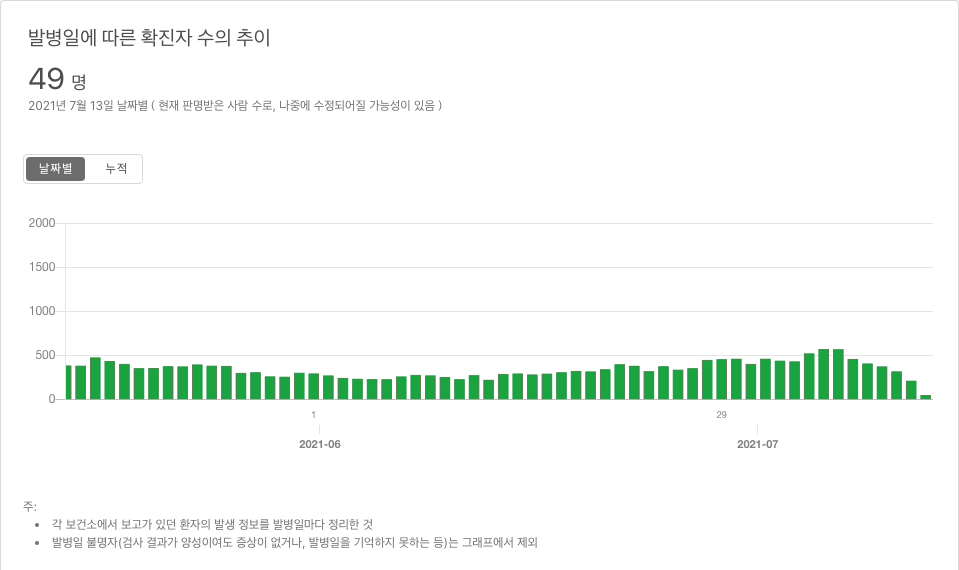 발병일에 따른 확진자 수의 추이
49 명
2021년 7월 13일 날짜별 ( 현재 판명받은 사람 수로, 나중에 수정되어질 가능성이 있음 )
날짜별 누적
2000
1500
1000
500
0
1 29
2021-06 2021-07
주:
• 각 보건소에서 보고가 있던 환자의 발생 정보를 발병일마다 정리한 것
• 발병일 불명자(검사 결과가 양성이여도 증상이 없거나, 발병일을 기억하지 못하는 등)는 그래프에서 제외